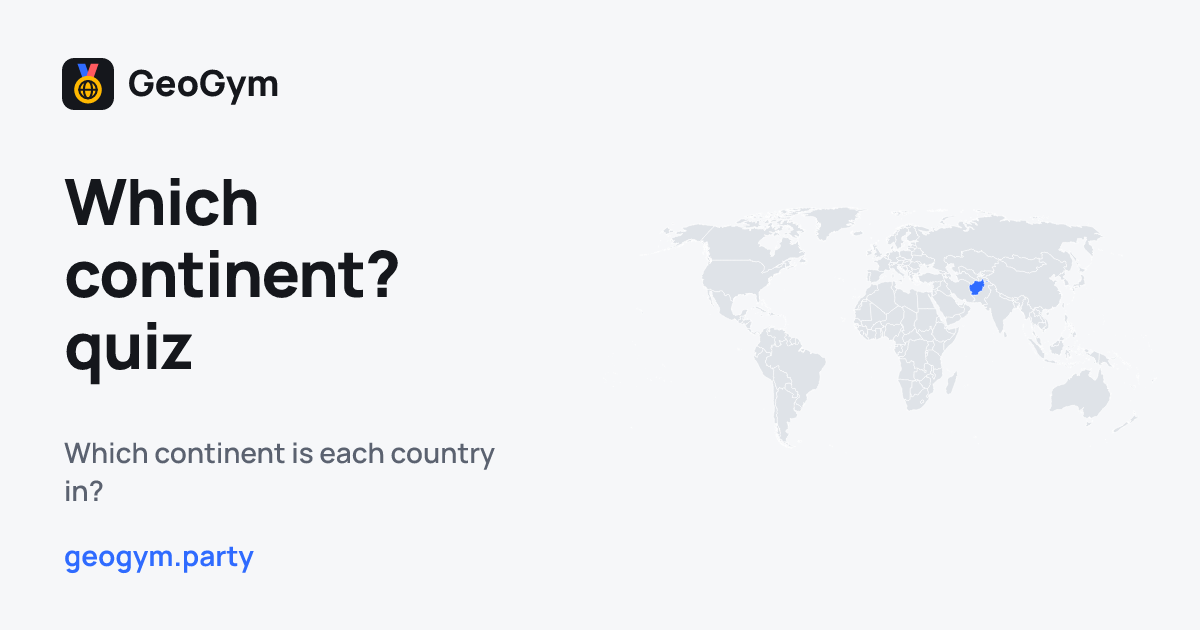 GeoGym
Which
continent?
quiz
Which continent is each country
in?
geogym.party